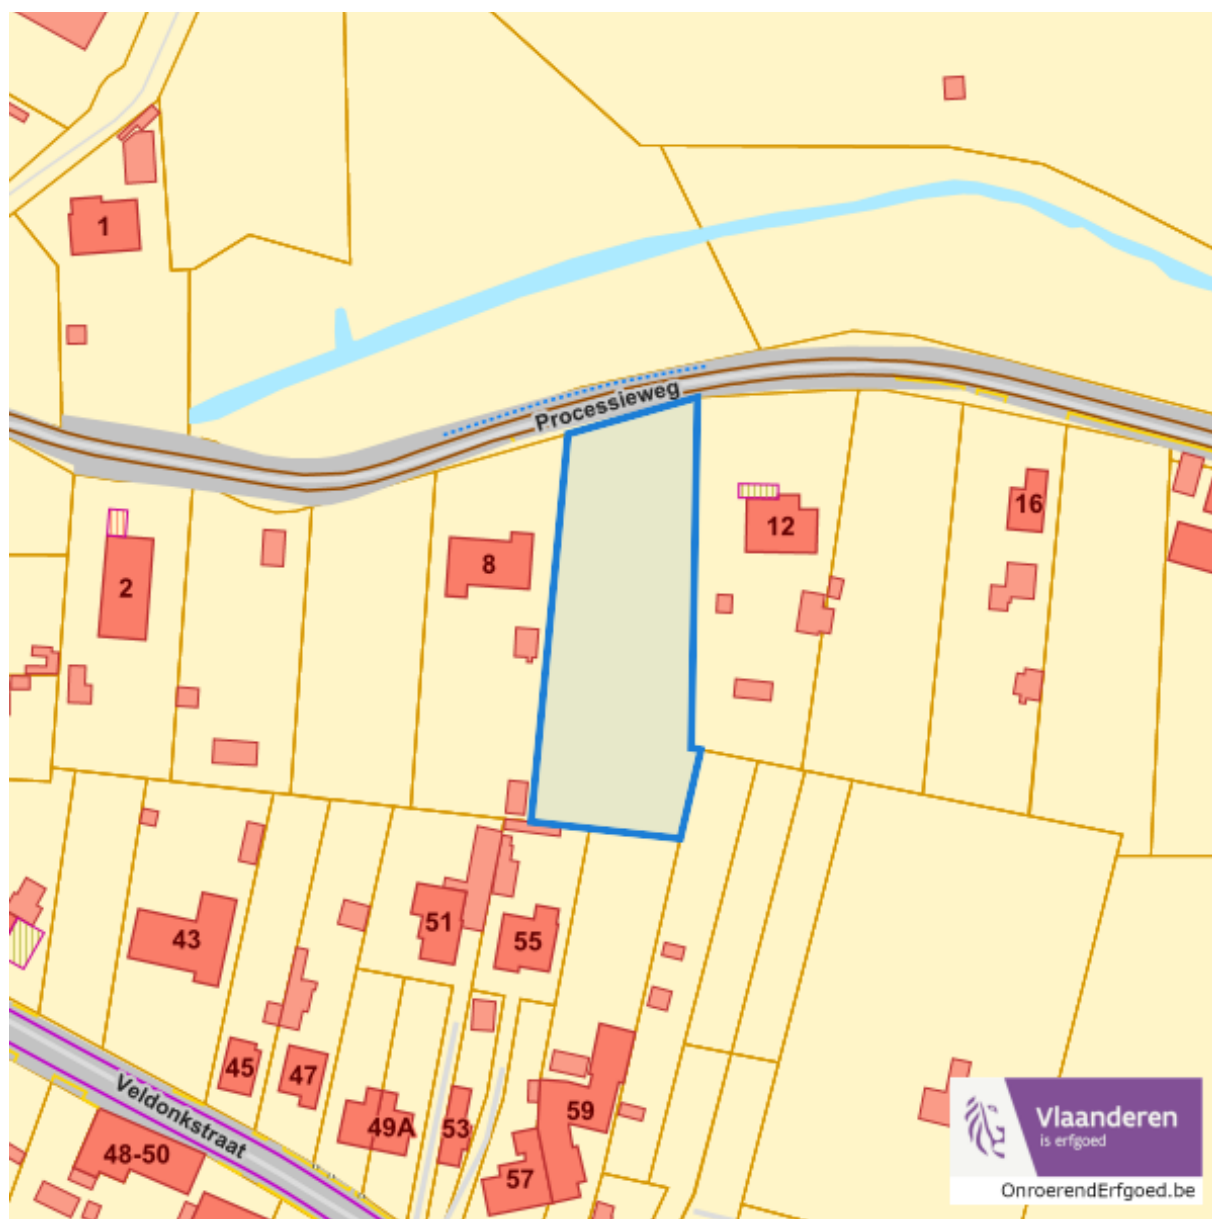 1
Processieweg
16
12
8
2
51
43
55
45
47
Veldonkstraat
49A
53
59
48-50
57
Vlaanderen
is erfgoed
OnroerendErfgoed.be